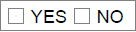 ☐ YES ☐ NO